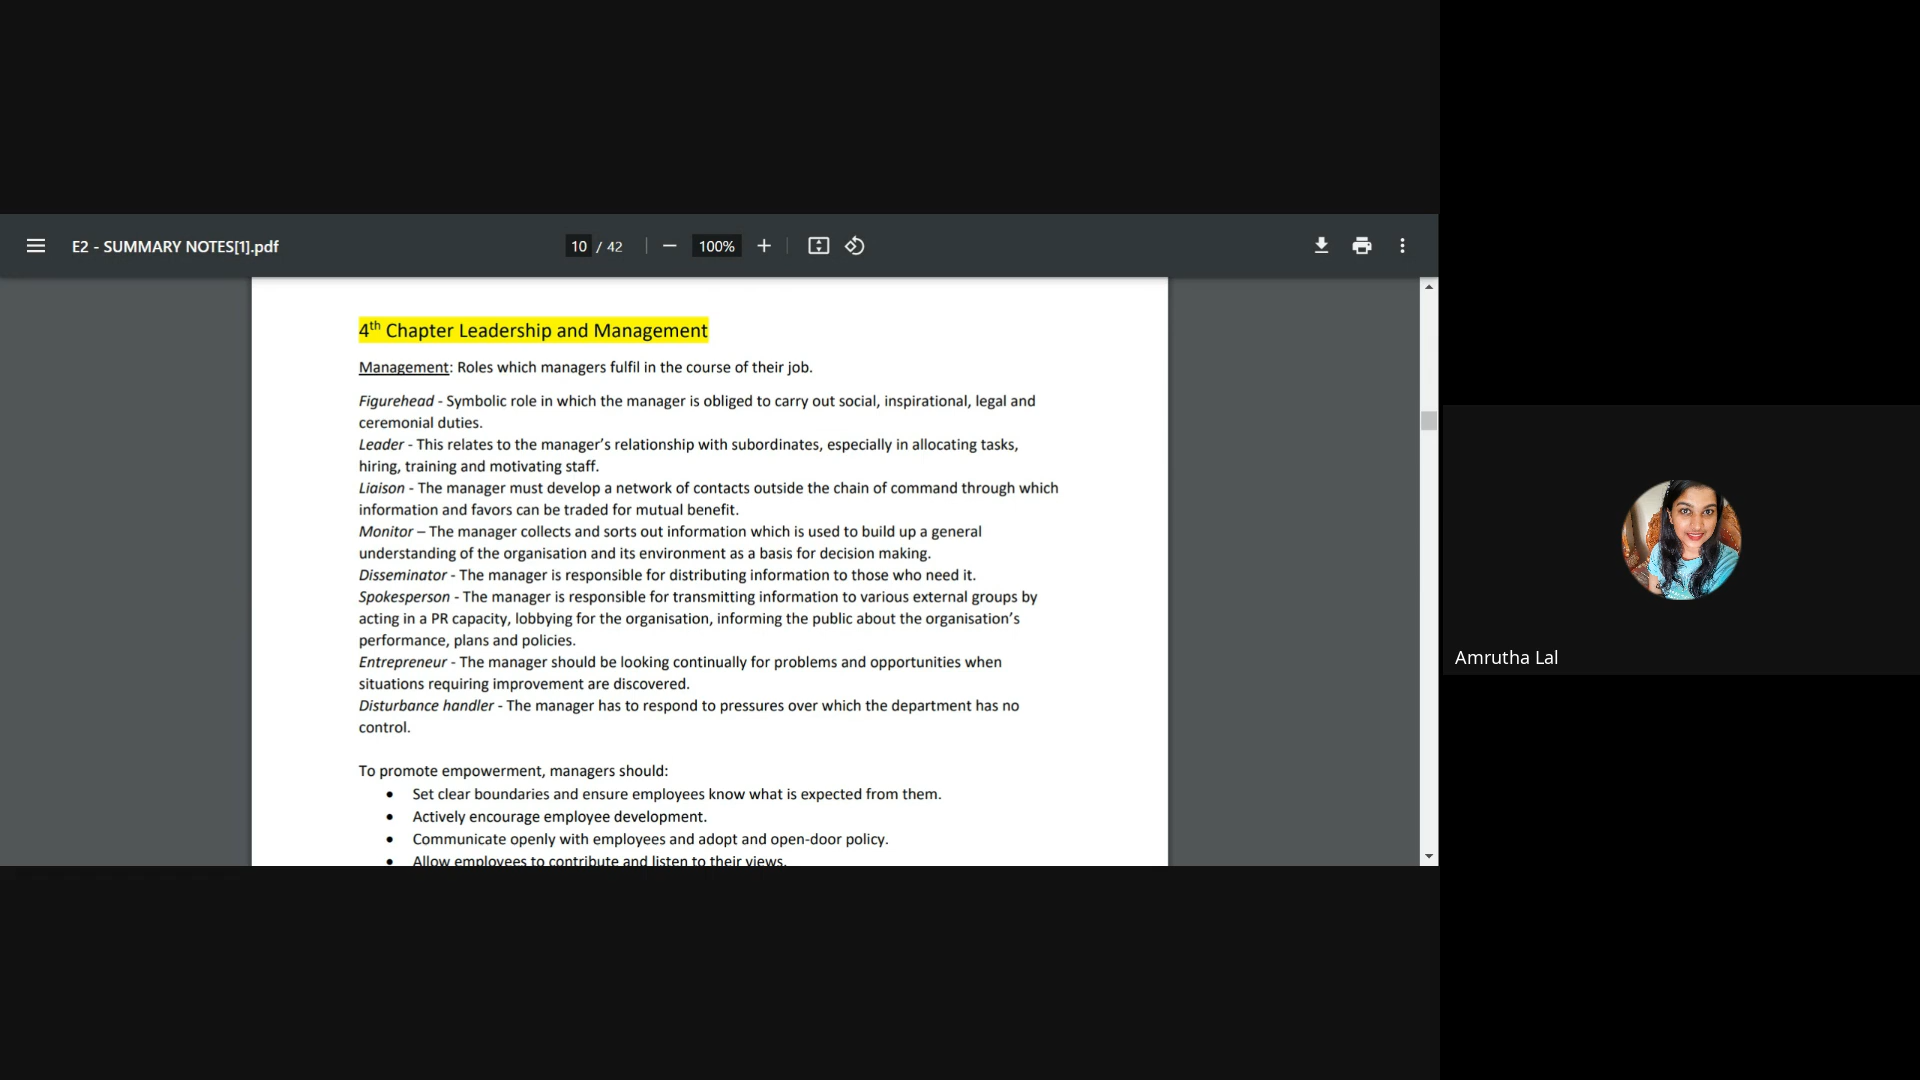 E2 - SUMMARY NOTES[1].pdf
10 / 42
100%
4th Chapter Leadership and Management
Management: Roles which managers fulfil in the course of their job.
Figurehead - Symbolic role in which the manager is obliged to carry out social, inspirational, legal and
ceremonial duties.
Leader - This relates to the manager’s relationship with subordinates, especially in allocating tasks,
hiring, training and motivating staff.
Liaison - The manager must develop a network of contacts outside the chain of command through which
information and favors can be traded for mutual benefit.
Monitor – The manager collects and sorts out information which is used to build up a general
understanding of the organisation and its environment as a basis for decision making.
Disseminator - The manager is responsible for distributing information to those who need it.
Spokesperson - The manager is responsible for transmitting information to various external groups by
acting in a PR capacity, lobbying for the organisation, informing the public about the organisation’s
performance, plans and policies.
Entrepreneur - The manager should be looking continually for problems and opportunities when
situations requiring improvement are discovered.
Disturbance handler - The manager has to respond to pressures over which the department has no
control.
To promote empowerment, managers should:
• Set clear boundaries and ensure employees know what is expected from them.
• Actively encourage employee development.
• Communicate openly with employees and adopt and open-door policy.
• Allow employees to contribute and listen to their views.
Amrutha Lal